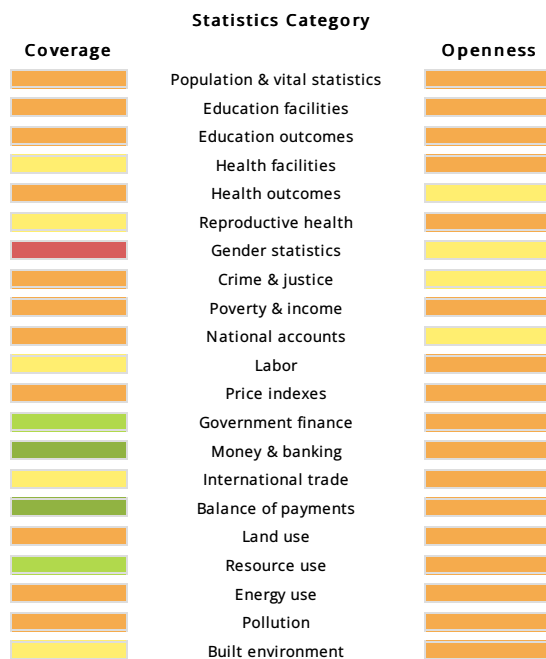 Statistics Category
Coverage
Openness
Population & vital statistics
Education facilities
Education outcomes
Health facilities
Health outcomes
Reproductive health
Gender statistics
Crime & justice
Poverty & income
National accounts
Labor
Price indexes
Government finance
Money & banking
International trade
Balance of payments
Land use
Resource use
Energy use
Pollution
Built environment